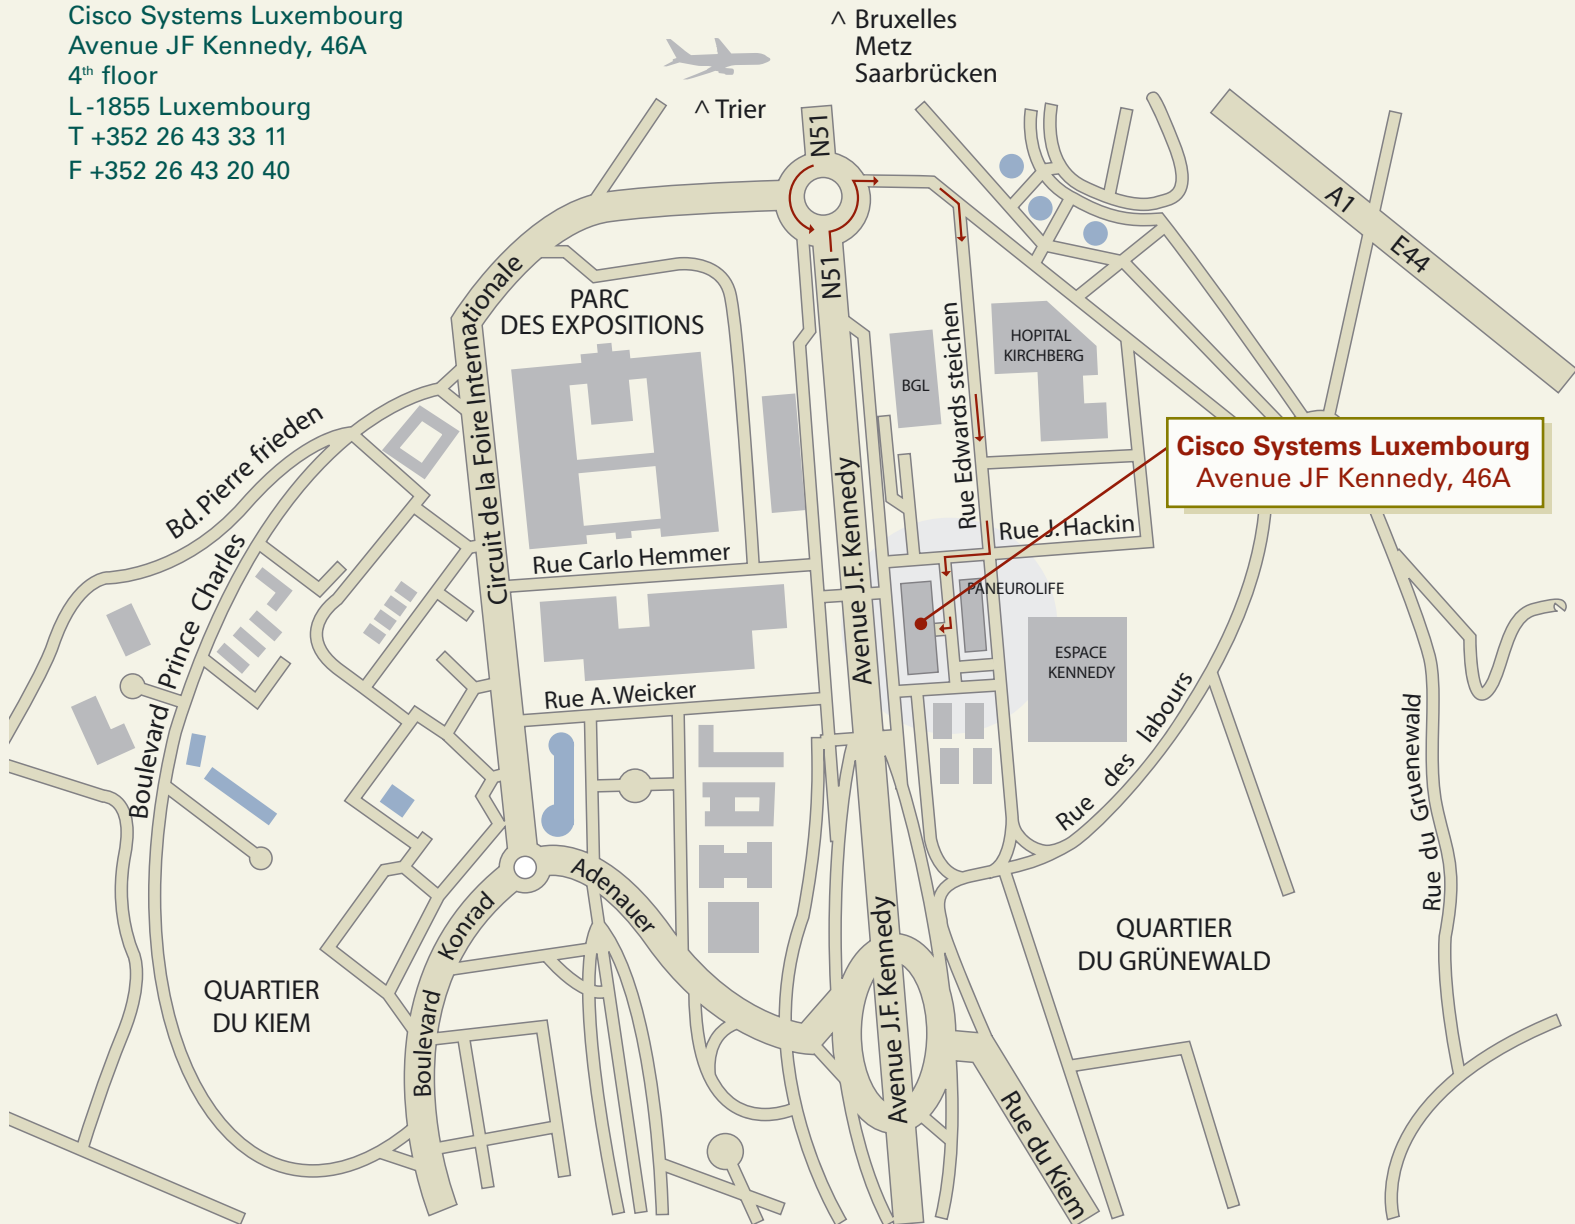 Cisco Systems Luxembourg
Avenue JF Kennedy, 46A
4th floor
L-1855 Luxembourg
T +352 26 43 33 11
F +352 26 43 20 40
^ Bruxelles
Metz
Saarbrücken
^ Trier
N51
A1
E44
N51
PARC
DES EXPOSITIONS
Circuit de la Foire Internationale
HOPITAL
KIRCHBERG
BGL
Rue Edwards steichen
Bd. Pierre frieden
Cisco Systems Luxembourg
Avenue JF Kennedy, 46A
Rue J. Hackin
Rue Carlo Hemmer
Avenue J.F. Kennedy
PANEUROLIFE
Boulevard Prince Charles
ESPACE
KENNEDY
Rue A. Weicker
Rue des labours
Rue du Gruenewald
Adenauer
Boulevard Konrad
Avenue J.F. Kennedy
QUARTIER
DU GRÜNEWALD
QUARTIER
DU KIEM
Rue du Kiem